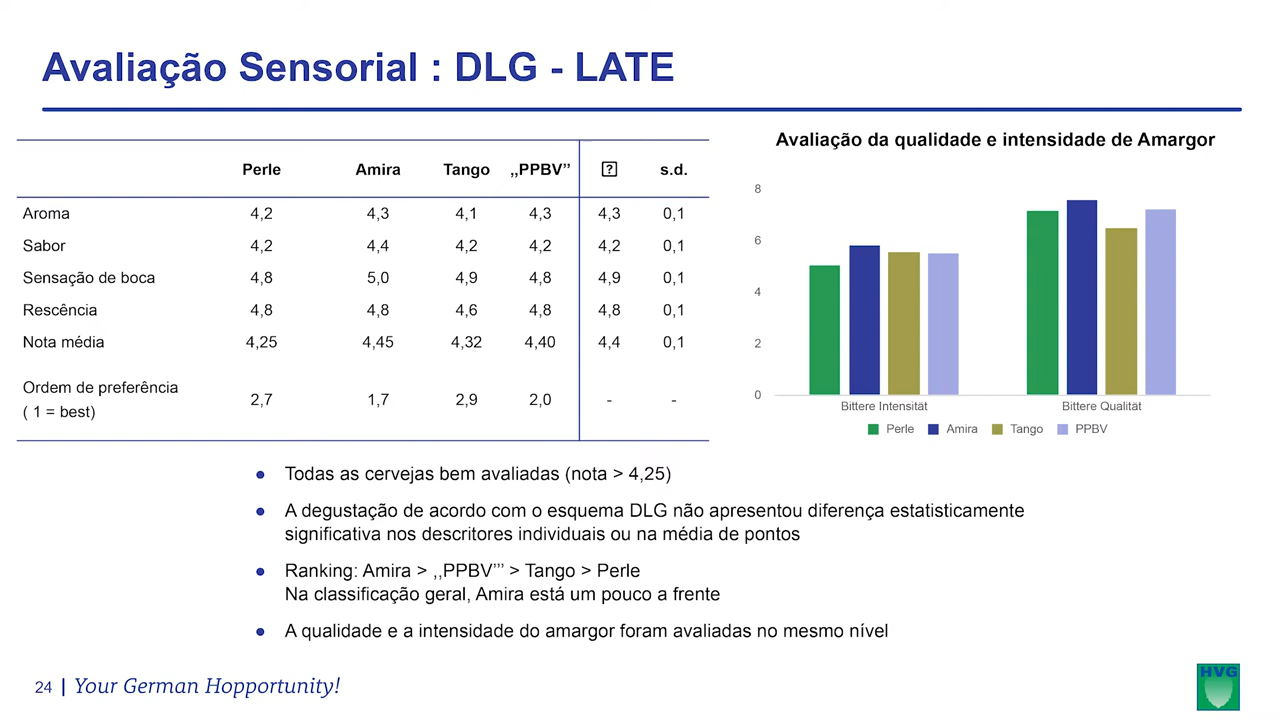 Avaliação Sensorial : DLG - LATE
Perle Amira Tango ,,PPBV” ? s.d.
Aroma 4,2 4,3 4,1 4,3 4,3 0,1
Sabor 4,2 4,4 4,2 4,2 4,2 0,1
Sensação de boca 4,8 5,0 4,9 4,8 4,9 0,1
Rescência 4,8 4,8 4,6 4,8 4,8 0,1
Nota média 4,25 4,45 4,32 4,40 4,4 0,1
Ordem de preferência
( 1 = best) 2,7 1,7 2,9 2,0 - -
Avaliação da qualidade e intensidade de Amargor
8
6
4
2
0
Bittere Intensität Bittere Qualität
Perle Amira Tango PPBV
● Todas as cervejas bem avaliadas (nota > 4,25)
● A degustação de acordo com o esquema DLG não apresentou diferença estatisticamente
significativa nos descritores individuais ou na média de pontos
● Ranking: Amira > ,,PPBV’’’ > Tango > Perle
Na classificação geral, Amira está um pouco a frente
● A qualidade e a intensidade do amargor foram avaliadas no mesmo nível
24 | Your German Hopportunity!
HVG